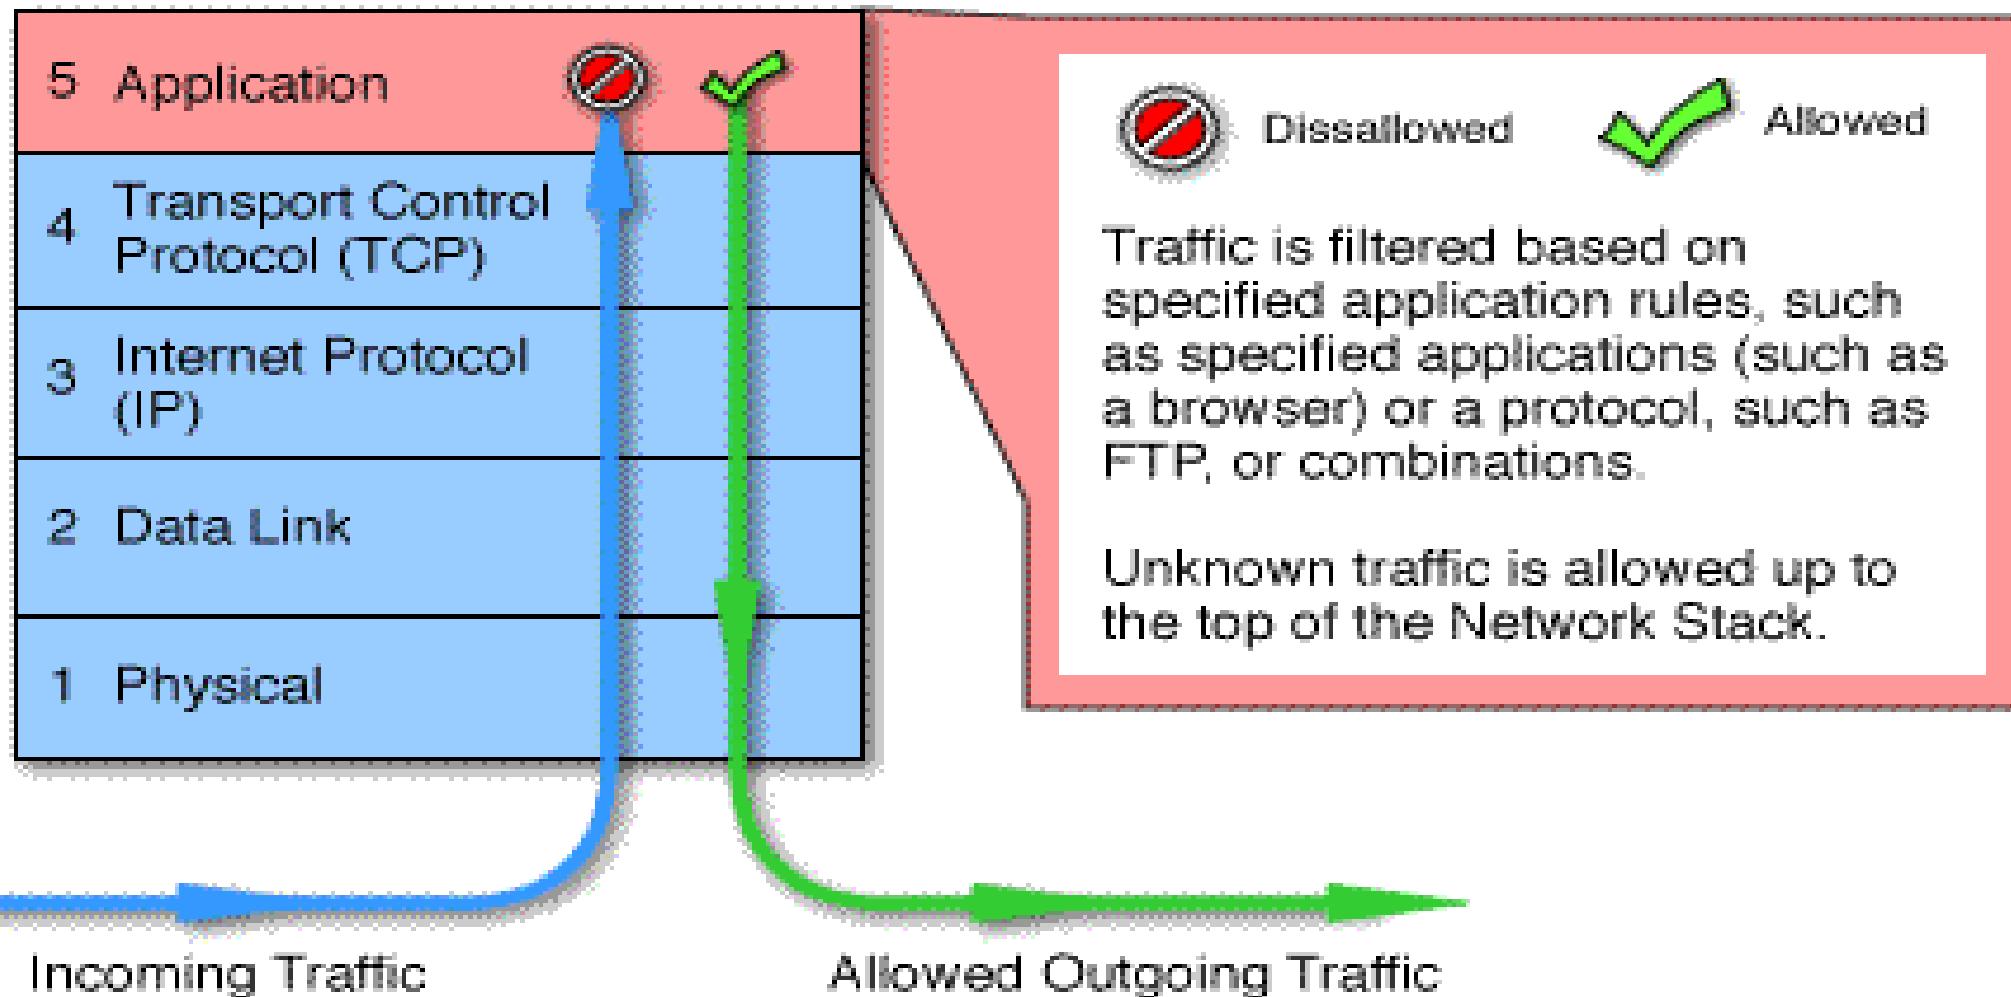 5 Application
4 Transport Control
Protocol (TCP)
3 Internet Protocol
(IP)
2 Data Link
1 Physical
Incoming Traffic
Allowed Outgoing Traffic
Dissallowed
Allowed
Traffic is filtered based on
specified application rules, such
as specified applications (such as
a browser) or a protocol, such as
FTP, or combinations.
Unknown traffic is allowed up to
the top of the Network Stack.